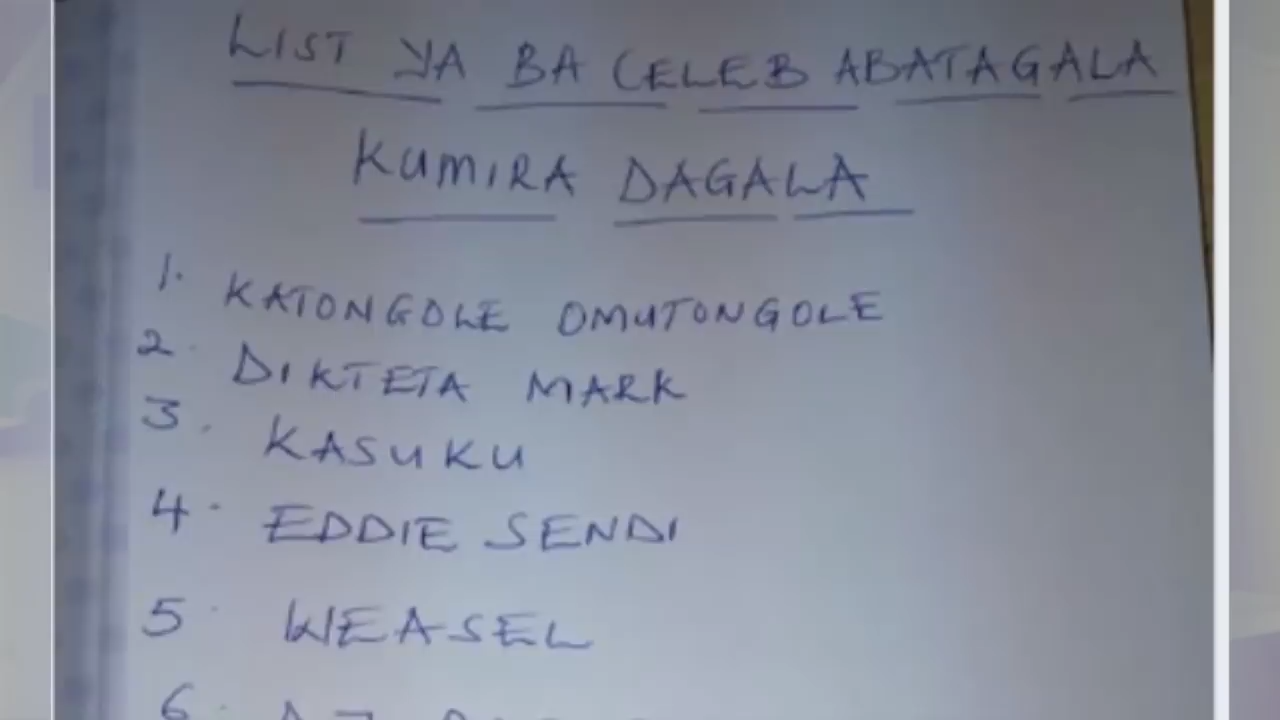 LIST YA BA CELEB ABATAGALA
KUMIRA DAGALA
1. KATONGOLE OMUTONGOLE
2. DIKTETA MARK
3. KASUKU
4. EDDIE SENDI
5 WEASEL
6.